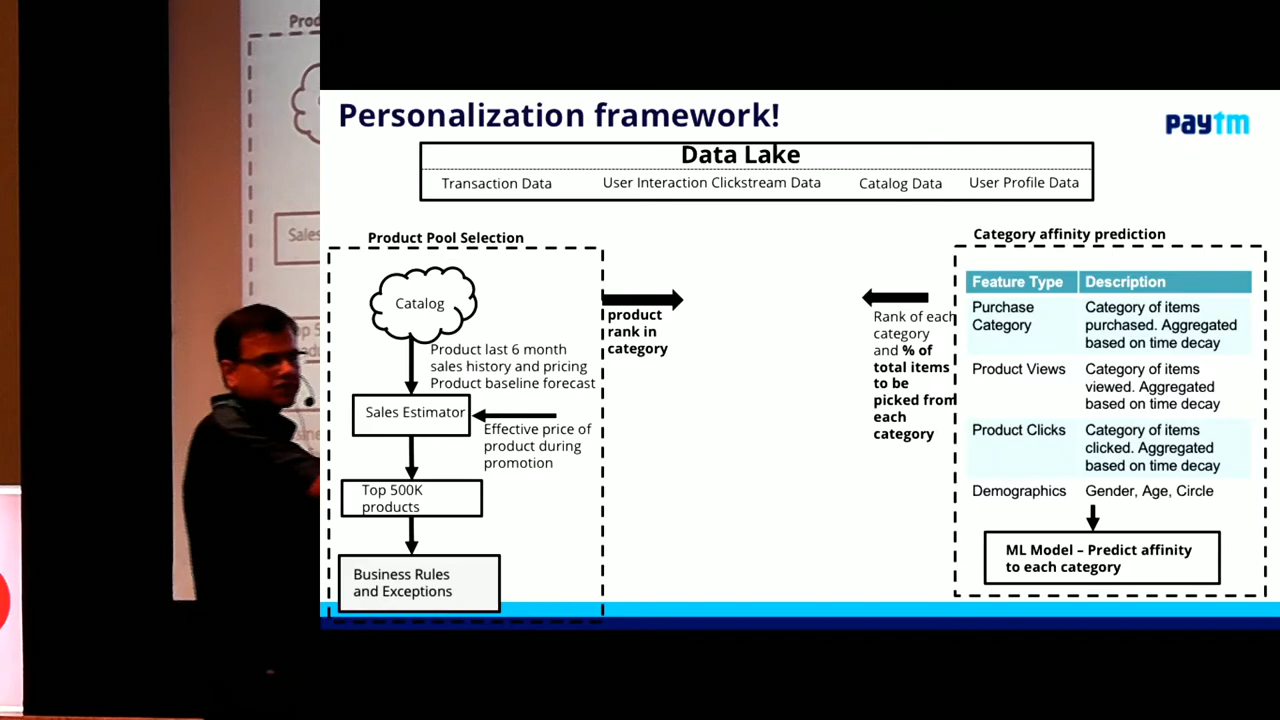 Personalization framework!
paytm
Data Lake
Transaction Data User Interaction Clickstream Data Catalog Data User Profile Data
Product Pool Selection
Catalog
Product last 6 month
sales history and pricing
Product baseline forecast
Sales Estimator
Effective price of
product during
promotion
Top 500K
products
Business Rules
and Exceptions
product
rank in
category
Rank of each
category
and % of
total items
to be
picked from
each
category
Category affinity prediction
Feature Type Description
Purchase Category Category of items
purchased. Aggregated
based on time decay
Product Views Category of items
viewed. Aggregated
based on time decay
Product Clicks Category of items
clicked. Aggregated
based on time decay
Demographics Gender, Age, Circle
ML Model – Predict affinity
to each category
Prod
Sales